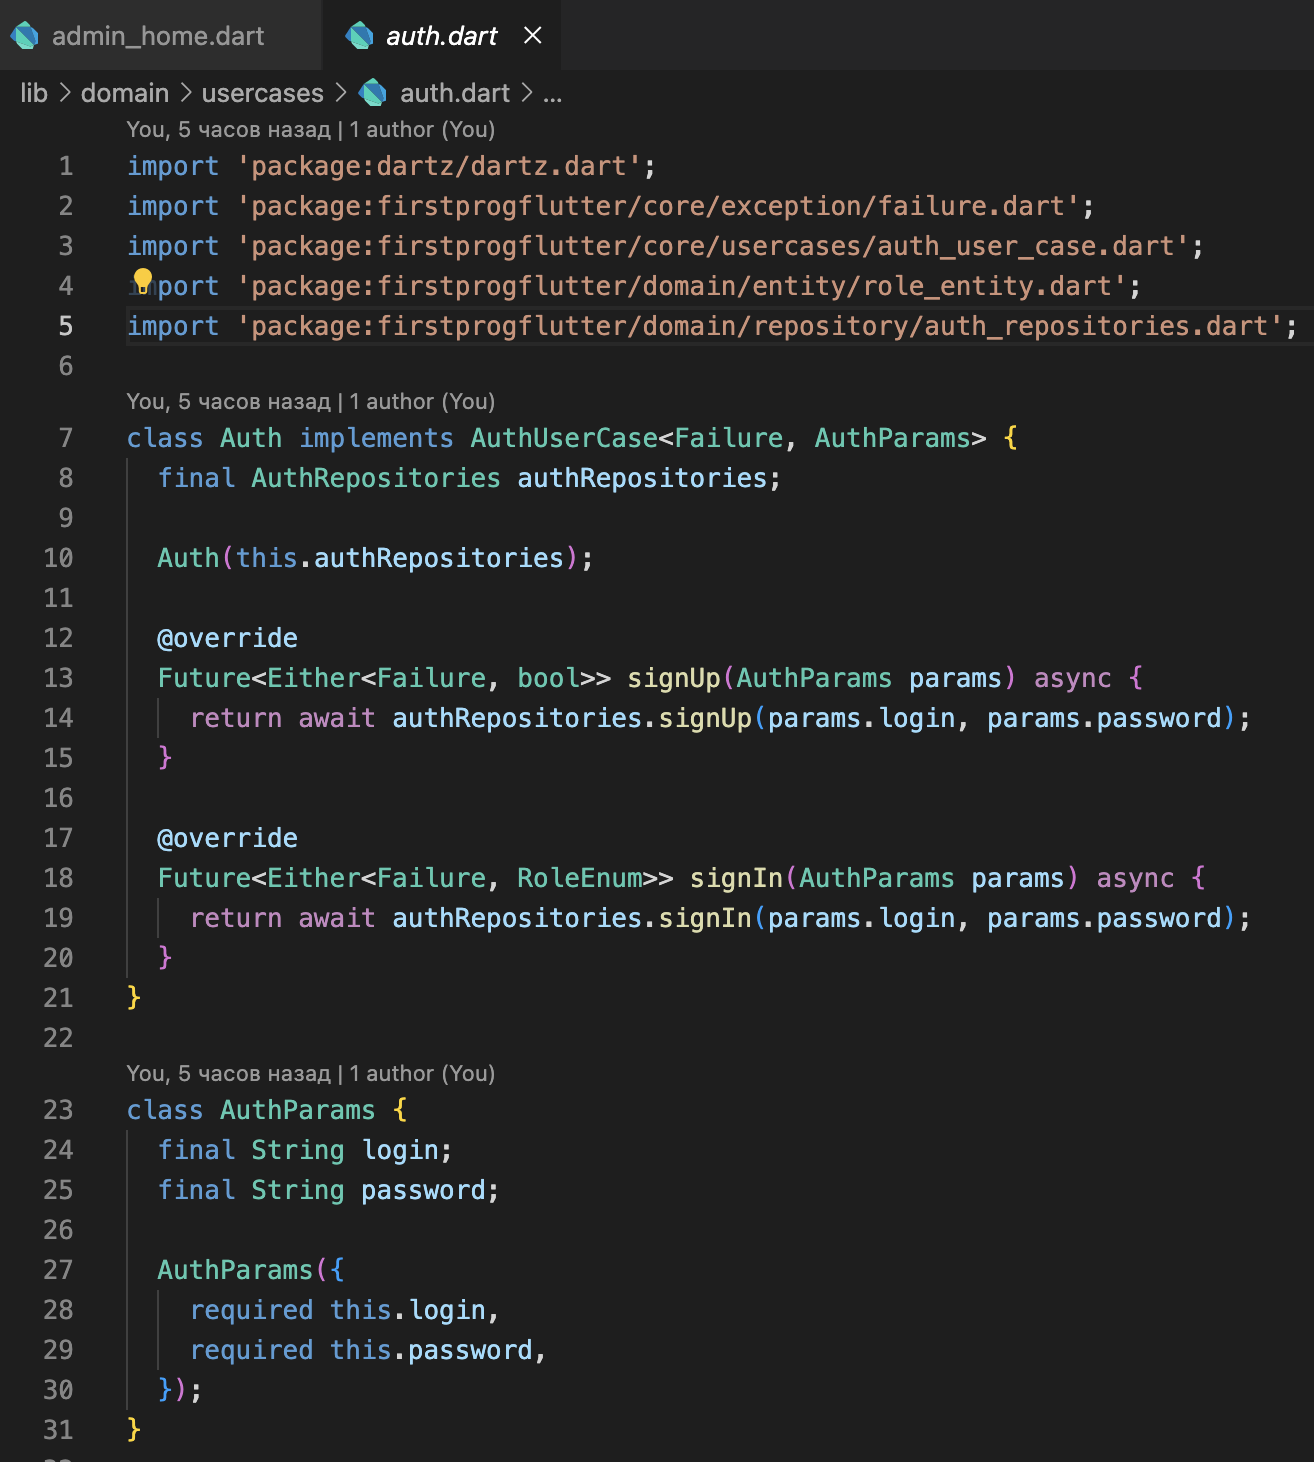 admin_home.dart auth.dart
lib > domain > usercases > auth.dart > ...
You, 5 часов назад | 1 author (You)
1 import 'package:dartz/dartz.dart';
2 import 'package:firstprogflutter/core/exception/failure.dart';
3 import 'package:firstprogflutter/core/usercases/auth_user_case.dart';
4 import 'package:firstprogflutter/domain/entity/role_entity.dart';
5 import 'package:firstprogflutter/domain/repository/auth_repositories.dart';
6
You, 5 часов назад | 1 author (You)
7 class Auth implements AuthUserCase<Failure, AuthParams> {
8   final AuthRepositories authRepositories;
9
10   Auth(this.authRepositories);
11
12   @override
13   Future<Either<Failure, bool>> signUp(AuthParams params) async {
14     return await authRepositories.signUp(params.login, params.password);
15   }
16
17   @override
18   Future<Either<Failure, RoleEnum>> signIn(AuthParams params) async {
19     return await authRepositories.signIn(params.login, params.password);
20   }
21 }
22
You, 5 часов назад | 1 author (You)
23 class AuthParams {
24   final String login;
25   final String password;
26
27   AuthParams({
28     required this.login,
29     required this.password,
30   });
31 }